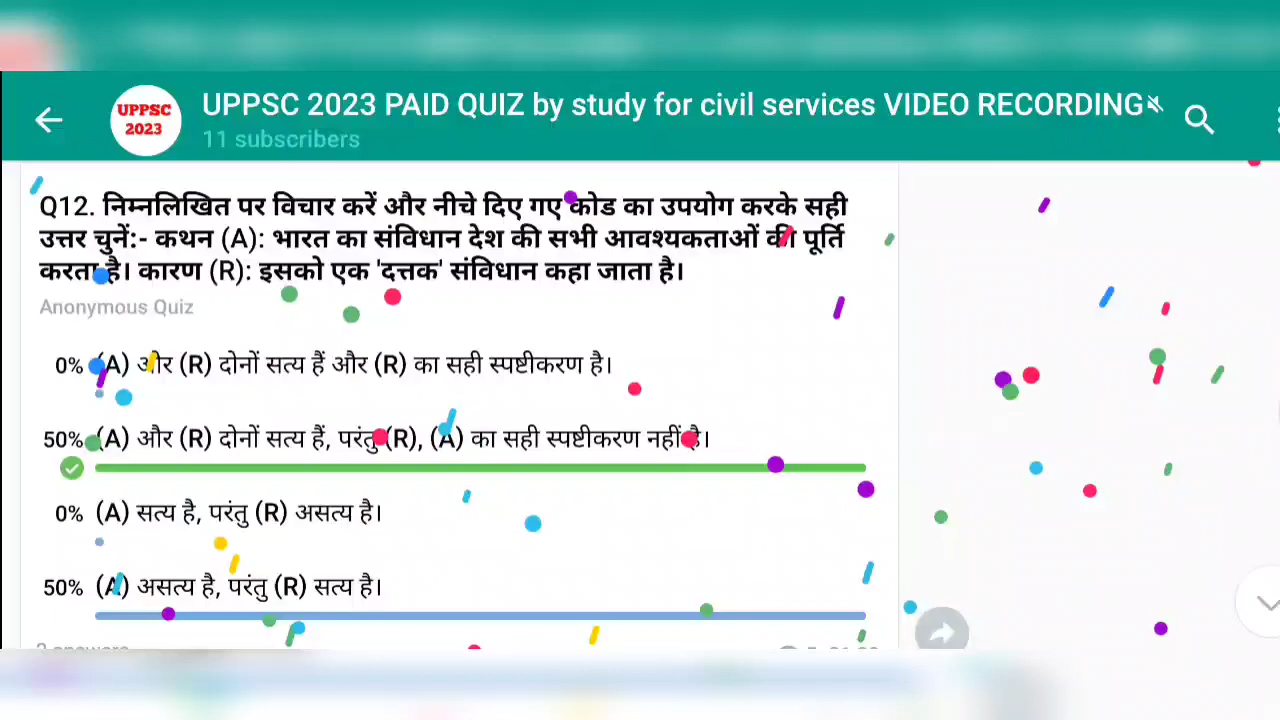 UPPSC 2023 PAID QUIZ by study for civil services VIDEO RECORDING
UPPSC
2023
11 subscribers
Q12. निम्नलिखित पर विचार करें और नीचे दिए गए कोड का उपयोग करके सही
उत्तर चुनें:- कथन (A): भारत का संविधान देश की सभी आवश्यकताओं की पूर्ति
करता है। कारण (R): इसको एक 'दत्तक' संविधान कहा जाता है।
Anonymous Quiz
0% (A) और (R) दोनों सत्य हैं और (R) का सही स्पष्टीकरण है।
50% (A) और (R) दोनों सत्य हैं, परंतु (R), (A) का सही स्पष्टीकरण नहीं है।
0% (A) सत्य है, परंतु (R) असत्य है।
50% (A) असत्य है, परंतु (R) सत्य है।